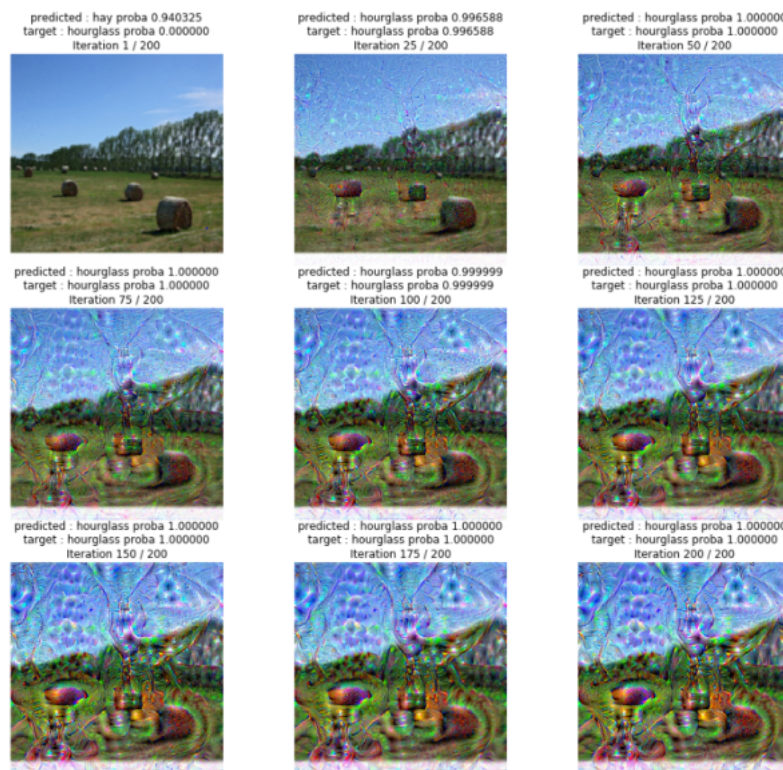 predicted : hay proba 0.940325
target : hourglass proba 0.000000
Iteration 1 / 200
predicted : hourglass proba 0.996588
target : hourglass proba 0.996588
Iteration 25 / 200
predicted : hourglass proba 1.00000
target : hourglass proba 1.000000
Iteration 50 / 200
predicted : hourglass proba 1.000000
target : hourglass proba 1.000000
Iteration 75 / 200
predicted : hourglass proba 0.999999
target : hourglass proba 0.999999
Iteration 100 / 200
predicted : hourglass proba 1.00000
target : hourglass proba 1.000000
Iteration 125 / 200
predicted : hourglass proba 1.000000
target : hourglass proba 1.000000
Iteration 150 / 200
predicted : hourglass proba 1.000000
target : hourglass proba 1.000000
Iteration 175 / 200
predicted : hourglass proba 1.00000
target : hourglass proba 1.000000
Iteration 200 / 200